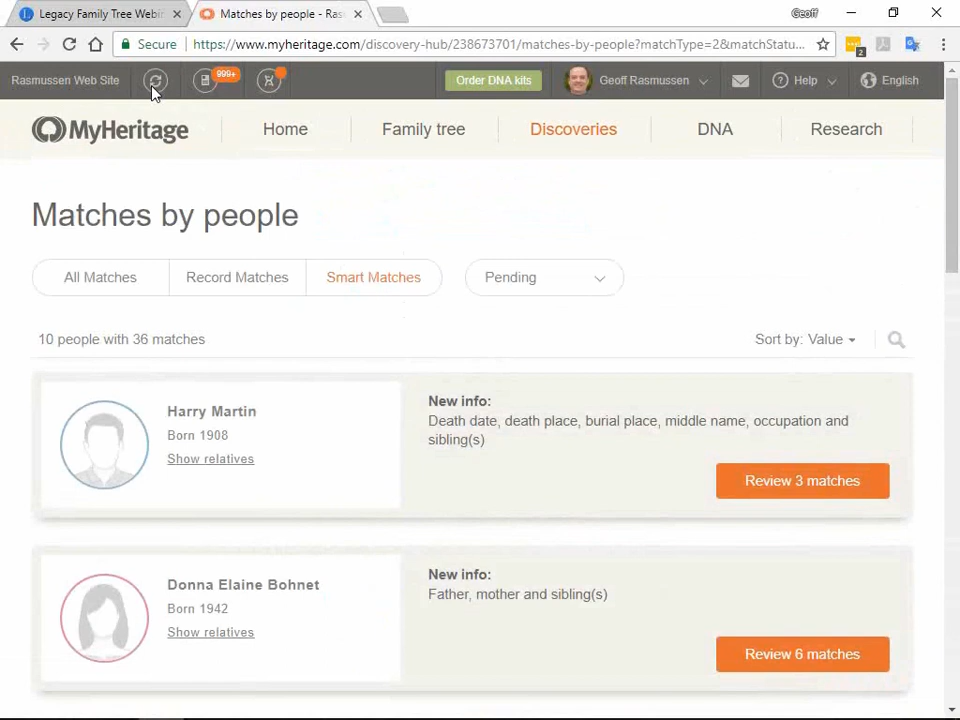 Legacy Family Tree Webin
Matches by people - Ras
Geoff
Secure
https://www.myheritage.com/discovery-hub/238673701/matches-by-people?matchType=2&matchStatu...
2
Rasmussen Web Site
999+
Order DNA kits
Geoff Rasmussen
Help
English
MyHeritage
Home
Family tree
Discoveries
DNA
Research
Matches by people
All Matches
Record Matches
Smart Matches
Pending
10 people with 36 matches
Sort by: Value
Harry Martin
Born 1908
Show relatives
New info:
Death date, death place, burial place, middle name, occupation and
sibling(s)
Review 3 matches
Donna Elaine Bohnet
Born 1942
Show relatives
New info:
Father, mother and sibling(s)
Review 6 matches